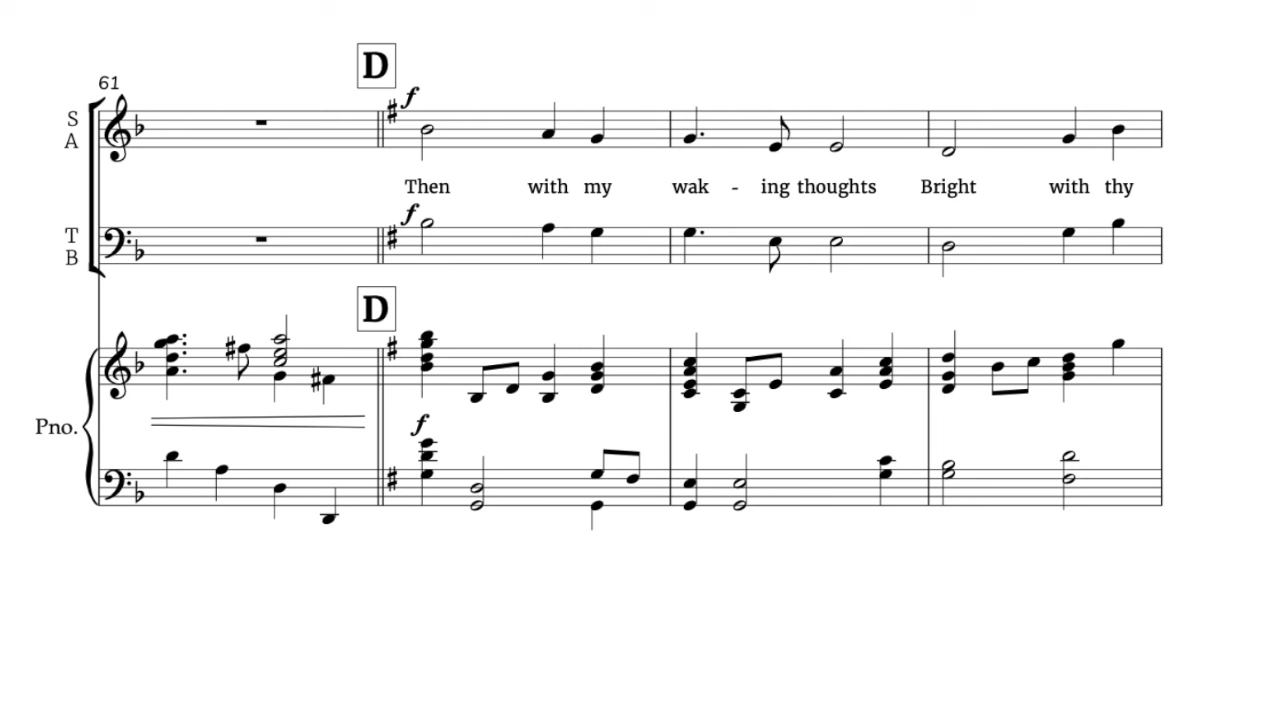 D
61
f
S
A
Then with my wak - ing thoughts Bright with thy
f
T
B
D
Pno.
f